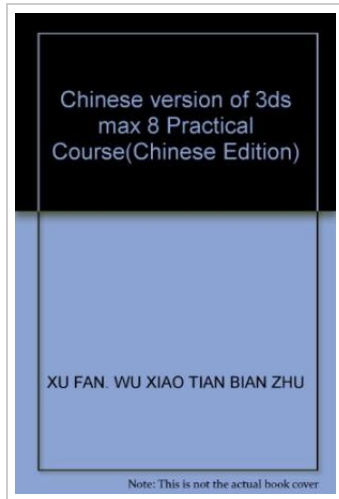 Chinese version of 3ds
max 8 Practical
Course(Chinese Edition)
XU FAN. WU XIAO TIAN BIAN ZHU
Note: This is not the actual book cover